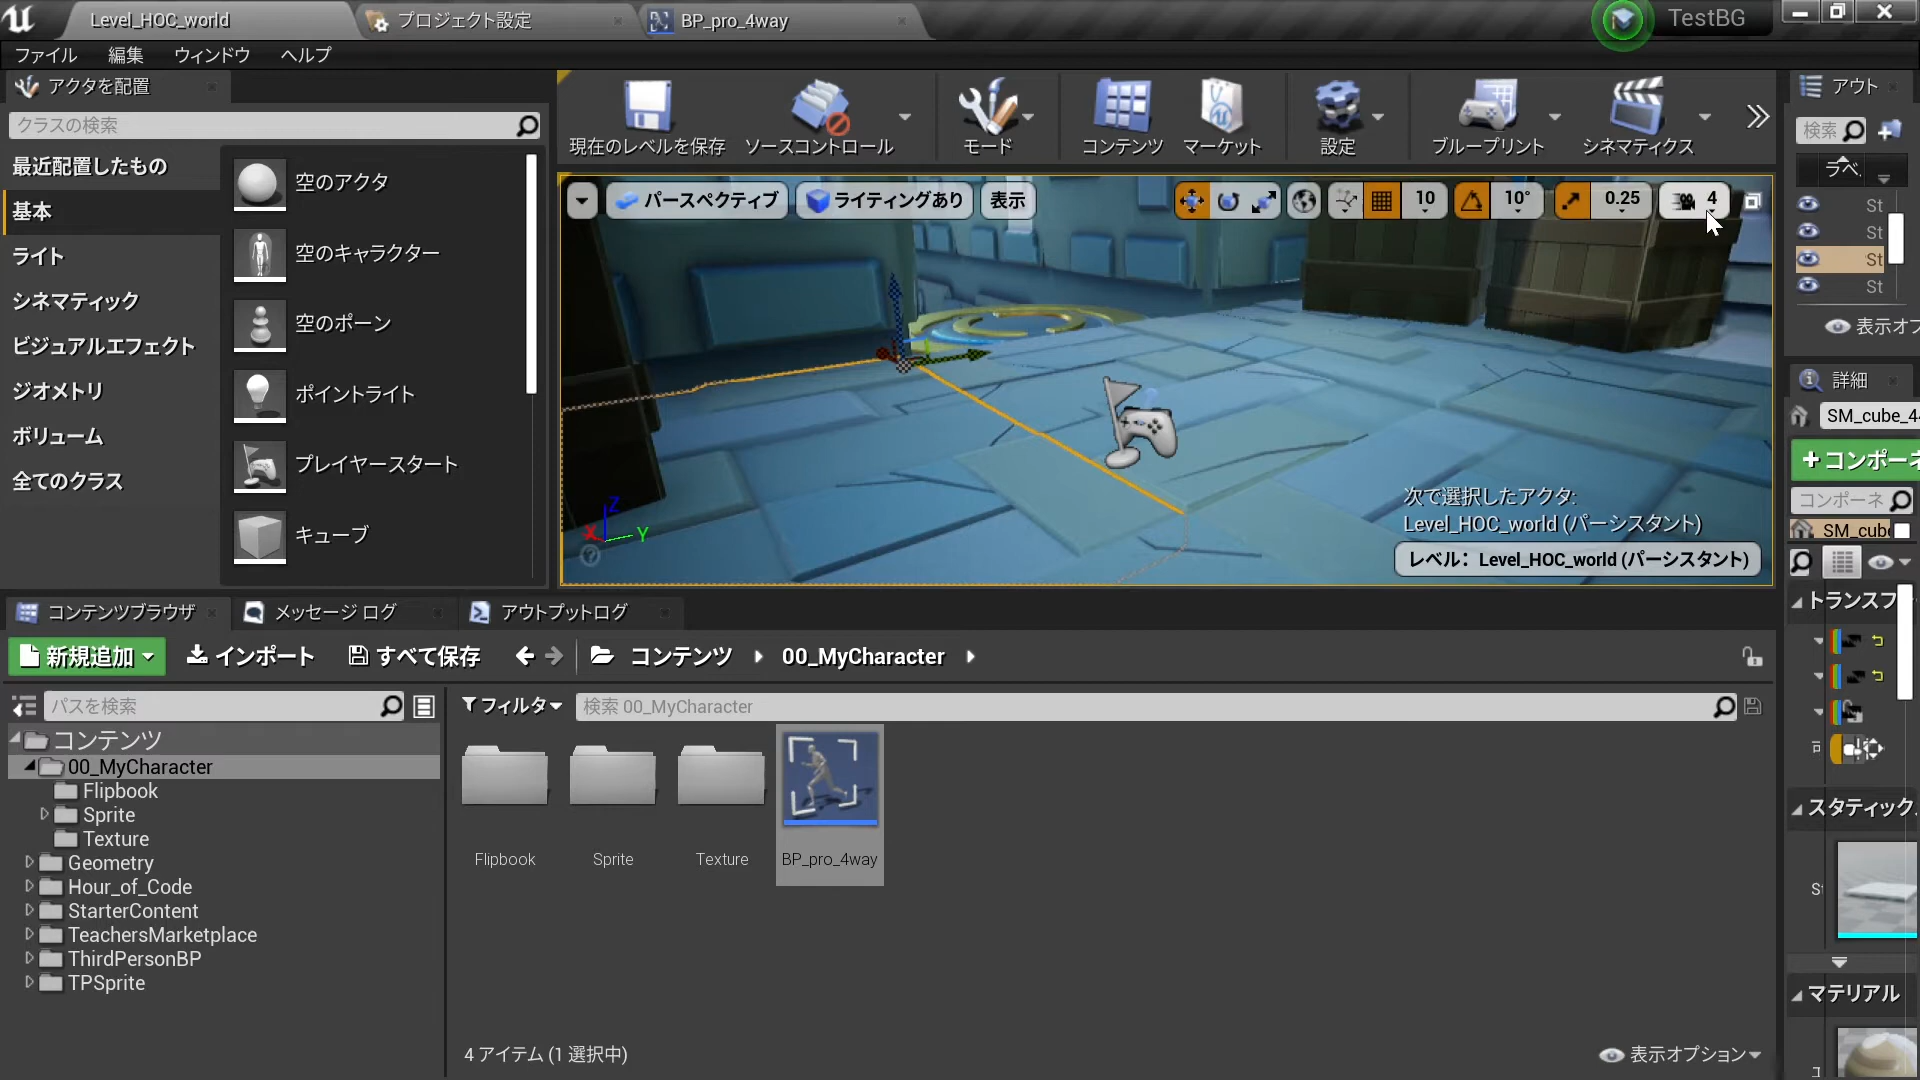 Level_HOC_world
プロジェクト設定
BP_pro_4way
TestBG
ファイル 編集 ウィンドウ ヘルプ
アクタを配置
クラスの検索
最近配置したもの
基本
ライト
シネマティック
ビジュアルエフェクト
ジオメトリ
ボリューム
全てのクラス
空のアクタ
空のキャラクター
空のポーン
ポイントライト
プレイヤースタート
キューブ
現在のレベルを保存
ソースコントロール
モード
コンテンツ
マーケット
設定
ブループリント
シネマティクス
パースペクティブ
ライティングあり
表示
10
10°
0.25
4
Z
X
Y
次で選択したアクタ:
Level_HOC_world (パーシスタント)
レベル: Level_HOC_world (パーシスタント)
アウト
検索
ラベ
St
St
St
St
表示オプ
詳細
SM_cube_4
コンポーネ
コンポーネ
SM_cube
トランスフ
可
スタティック
St
マテリアル
コンテンツブラウザ
メッセージ ログ
アウトプットログ
新規追加
インポート
すべて保存
コンテンツ
00_MyCharacter
パスを検索
フィルタ
検索 00_MyCharacter
コンテンツ
00_MyCharacter
Flipbook
Sprite
Texture
Geometry
Hour_of_Code
StarterContent
TeachersMarketplace
ThirdPersonBP
TPSprite
Flipbook
Sprite
Texture
BP_pro_4way
4 アイテム (1 選択中)
表示オプション